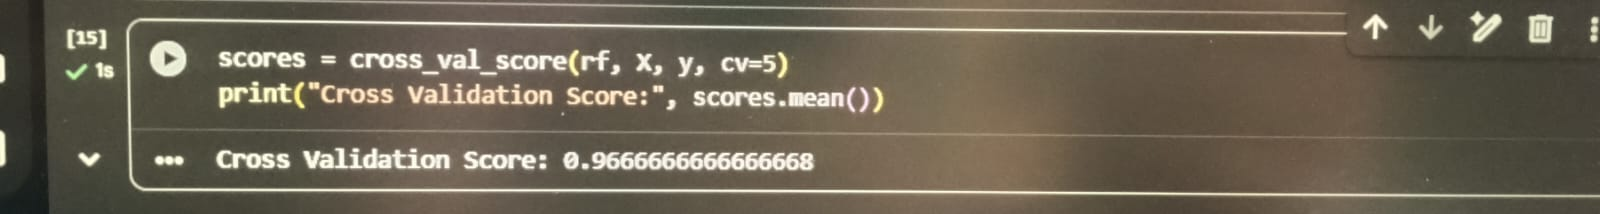 [15]
1s
scores = cross_val_score(rf, X, y, cv=5)
print("Cross Validation Score:", scores.mean())
Cross Validation Score: 0.9666666666666668